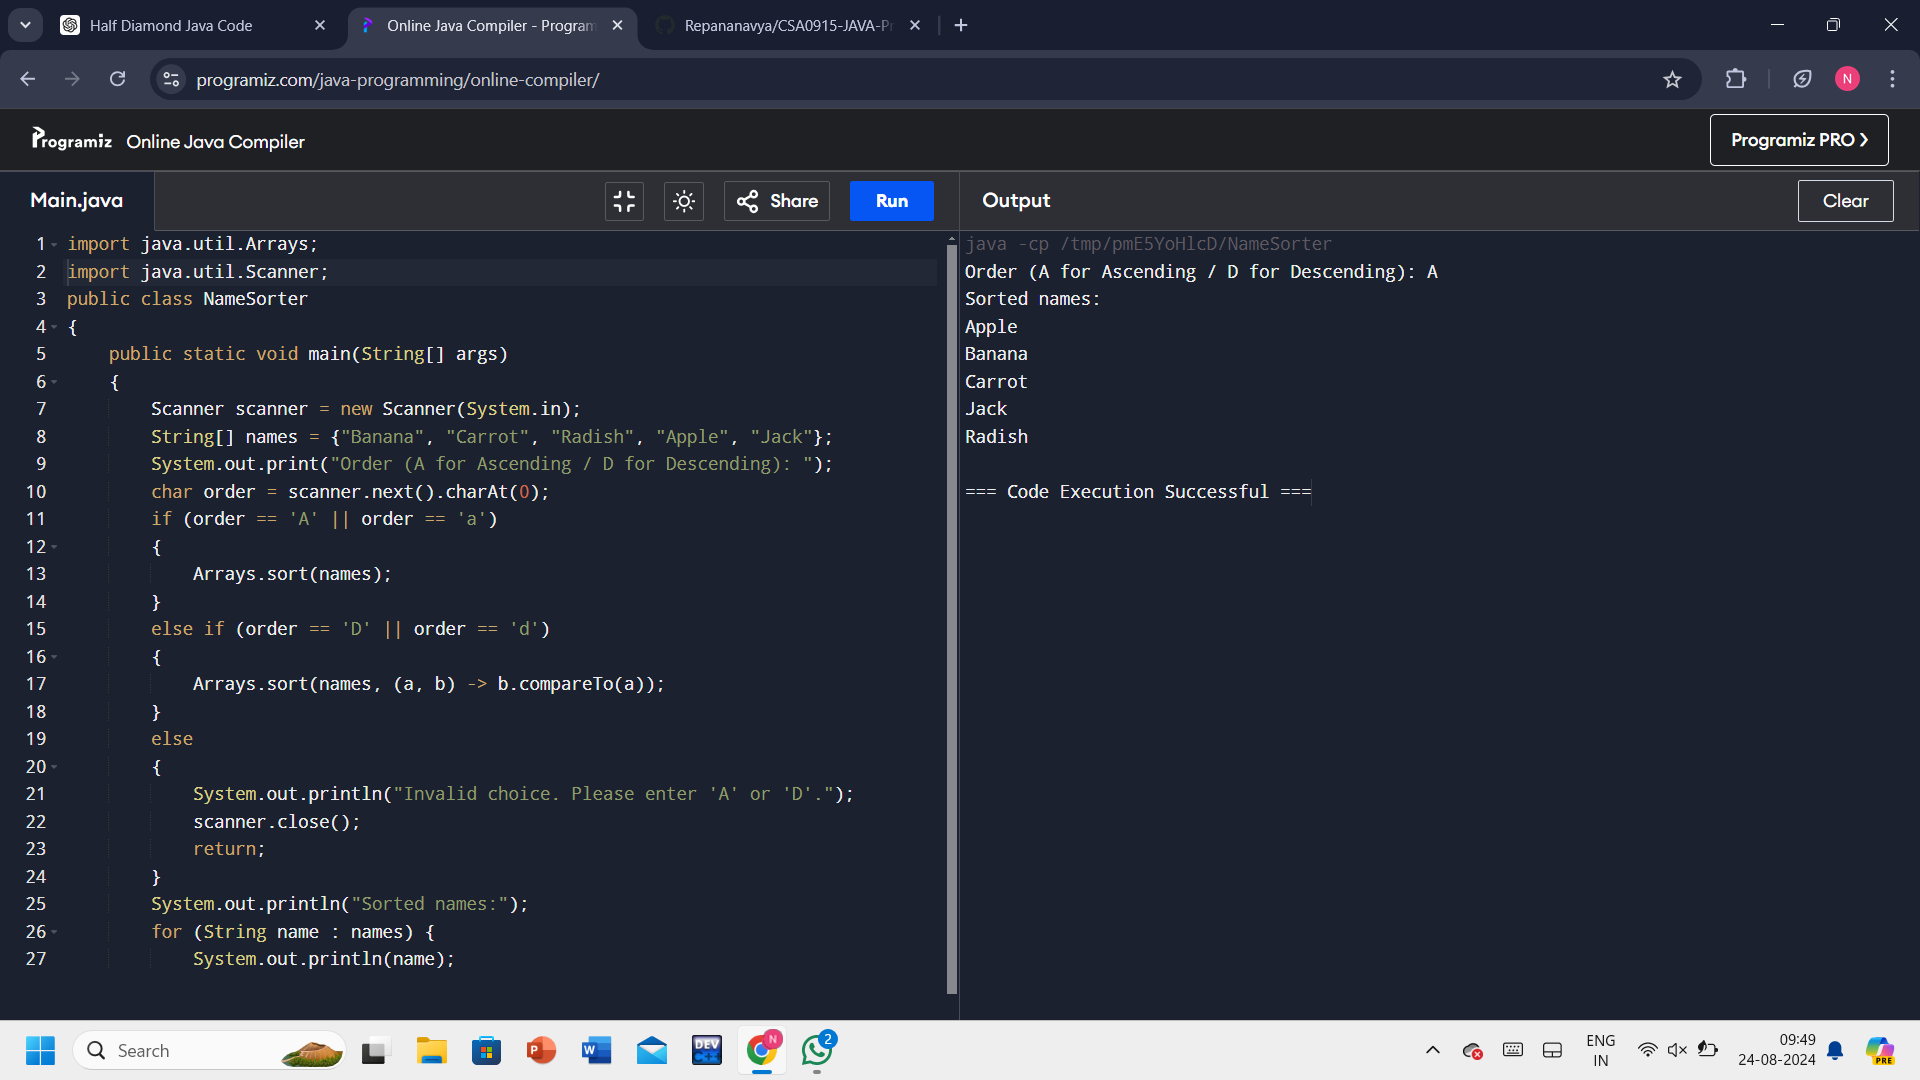 Half Diamond Java Code
Online Java Compiler - Program
Repananavya/CSA0915-JAVA-Pr
programiz.com/java-programming/online-compiler/
N
Programiz Online Java Compiler
Programiz PRO
Main.java
Share
Run
Output
Clear
1 import java.util.Arrays;
2 import java.util.Scanner;
3 public class NameSorter
4 {
5 public static void main(String[] args)
6 {
7 Scanner scanner = new Scanner(System.in);
8 String[] names = {"Banana", "Carrot", "Radish", "Apple", "Jack"};
9 System.out.print("Order (A for Ascending / D for Descending): ");
10 char order = scanner.next().charAt(0);
11 if (order == 'A' || order == 'a')
12 {
13 Arrays.sort(names);
14 }
15 else if (order == 'D' || order == 'd')
16 {
17 Arrays.sort(names, (a, b) -> b.compareTo(a));
18 }
19 else
20 {
21 System.out.println("Invalid choice. Please enter 'A' or 'D'.");
22 scanner.close();
23 return;
24 }
25 System.out.println("Sorted names:");
26 for (String name : names) {
27 System.out.println(name);
java -cp /tmp/pmE5YoHlcD/NameSorter
Order (A for Ascending / D for Descending): A
Sorted names:
Apple
Banana
Carrot
Jack
Radish
=== Code Execution Successful ===
Search
P
W
DEV
C++
N
2
ENG
IN
09:49
24-08-2024
PRE